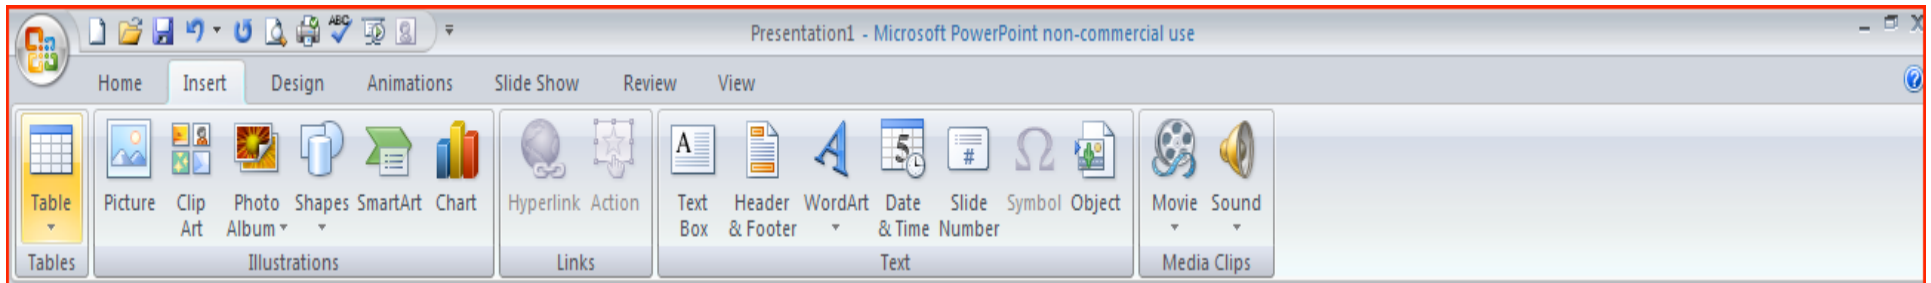 ABC
Presentation1 - Microsoft PowerPoint non-commercial use
Home Insert Design Animations Slide Show Review View
A 5 # Ω
Table Picture Clip Art Photo Album Shapes SmartArt Chart Hyperlink Action Text Box Header & Footer WordArt Date & Time Slide Number Symbol Object Movie Sound
Tables Illustrations Links Text Media Clips